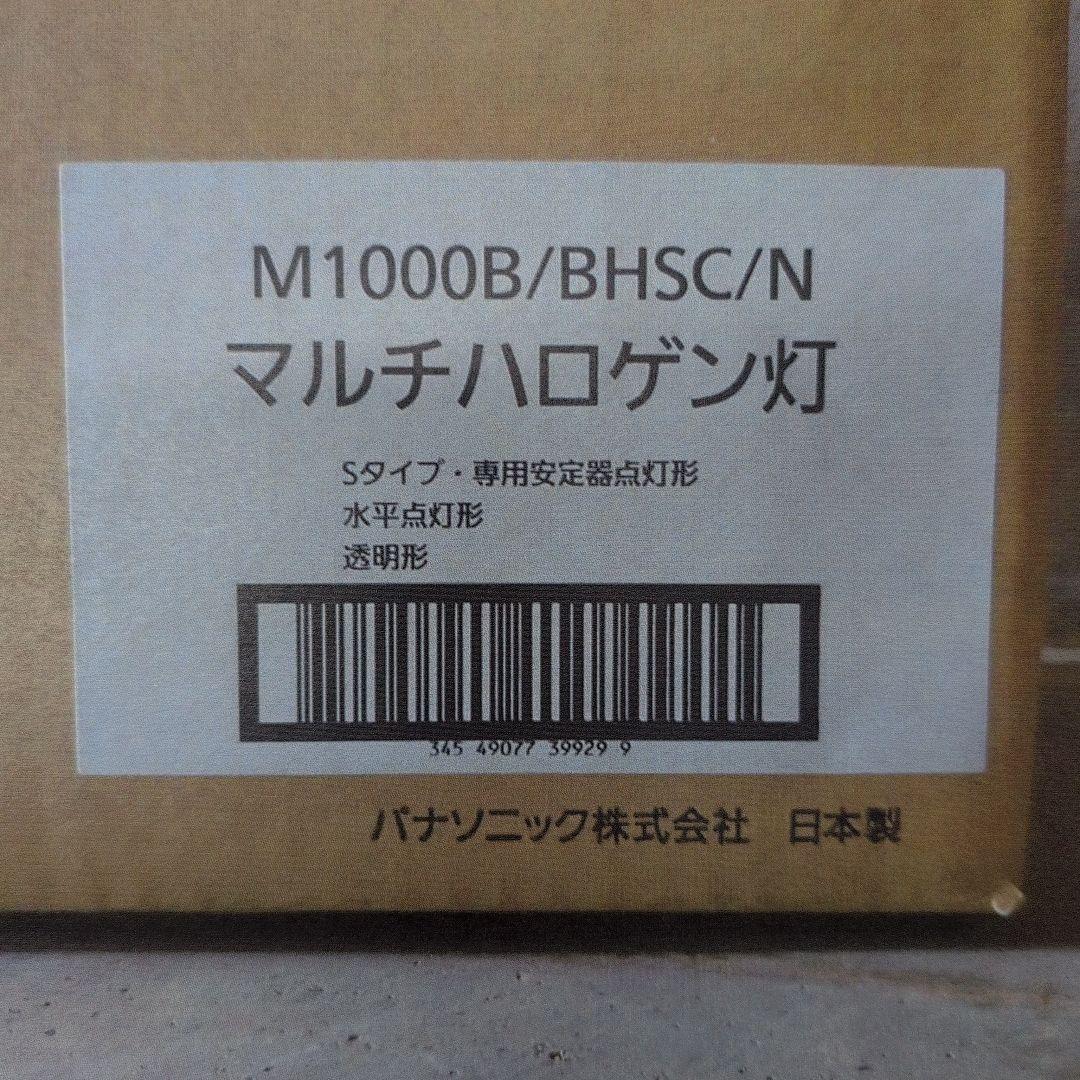 M1000B/BHSC/N
マルチハロゲン灯
Sタイプ・専用安定器点灯形
水平点灯形
透明形
345 49077 39929 9
パナソニック株式会社 日本製